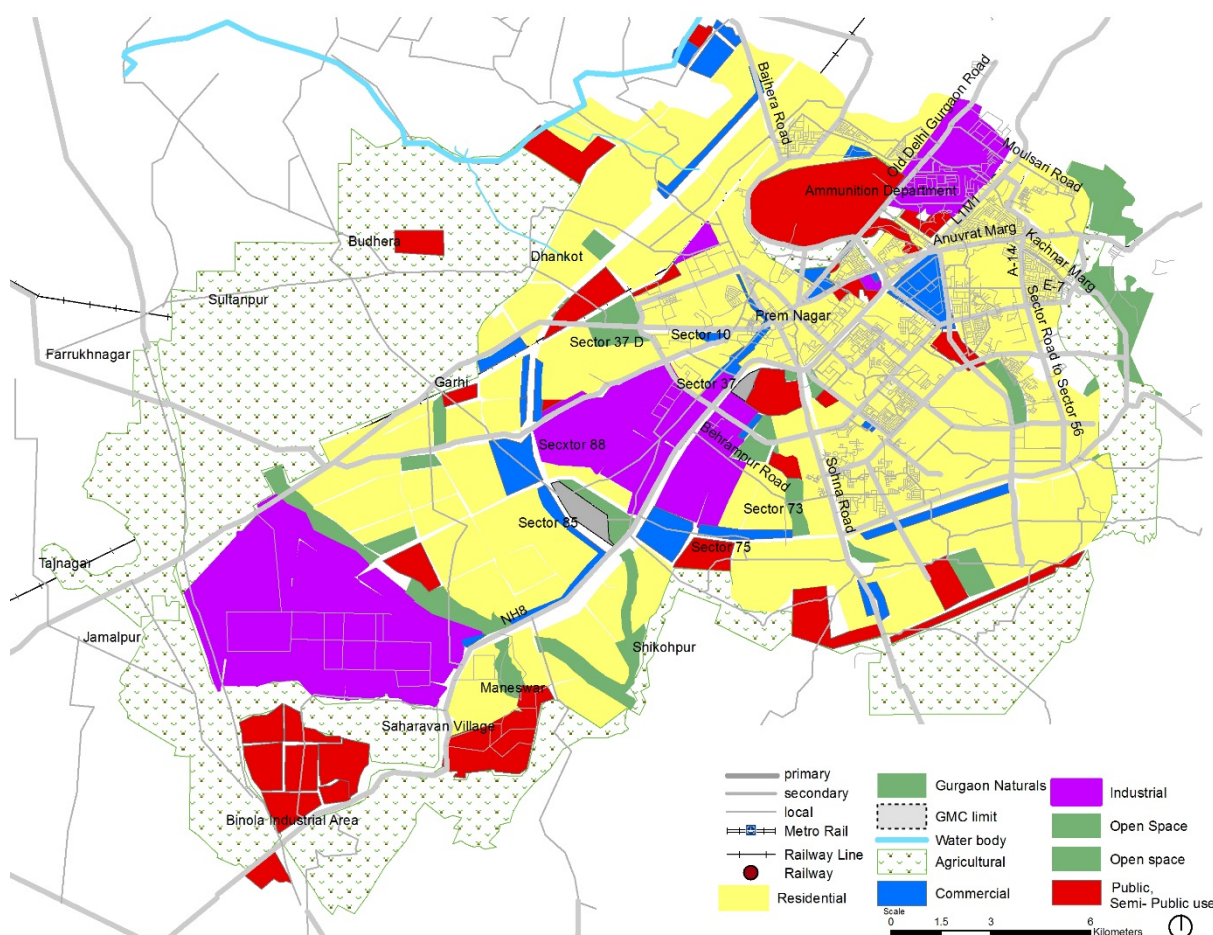 Bajhera Road
Old Delhi Gurgaon Road
Moulsari Road
Ammunition Department
L1M1
Anuvrat Marg
Kachnar Marg
A-14
E-7
Budhera
Dhankot
Sultanpur
Prem Nagar
Sector 10
Sector 37 D
Farrukhnagar
Garhi
Sector 37
Sector Road to Sector 56
Secxtor 88
Behrampur Road
Sohna Road
Sector 73
Sector 85
Sector 75
Tajnagar
NH8
Jamalpur
Shikohpur
Maneswar
Saharavan Village
Binola Industrial Area
primary
secondary
local
Metro Rail
Railway Line
Railway
Residential
Gurgaon Naturals
GMC limit
Water body
Agricultural
Commercial
Industrial
Open Space
Open space
Public,
Semi- Public use
Scale
0 1.5 3 6
Kilometers